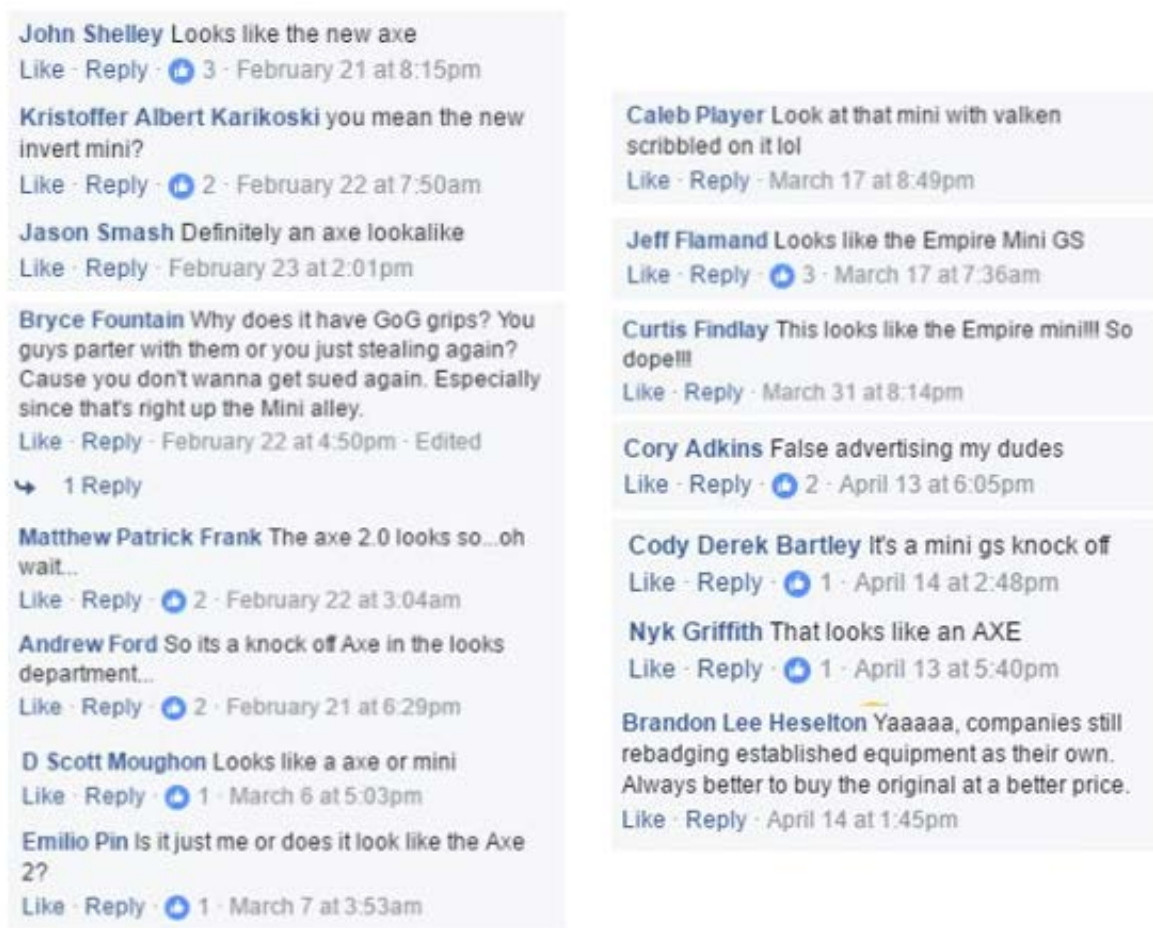 John Shelley Looks like the new axe
Like · Reply · 3 · February 21 at 8:15pm
Kristoffer Albert Karikoski you mean the new
invert mini?
Like · Reply · 2 · February 22 at 7:50am
Jason Smash Definitely an axe lookalike
Like · Reply · February 23 at 2:01pm
Bryce Fountain Why does it have GoG grips? You
guys parter with them or you just stealing again?
Cause you don't wanna get sued again. Especially
since that's right up the Mini alley.
Like · Reply · February 22 at 4:50pm · Edited
1 Reply
Matthew Patrick Frank The axe 2.0 looks so...oh
wait...
Like · Reply · 2 · February 22 at 3:04am
Andrew Ford So its a knock off Axe in the looks
department...
Like · Reply · 2 · February 21 at 6:29pm
D Scott Moughon Looks like a axe or mini
Like · Reply · 1 · March 6 at 5:03pm
Emilio Pin Is it just me or does it look like the Axe
2?
Like · Reply · 1 · March 7 at 3:53am
Caleb Player Look at that mini with valken
scribbled on it lol
Like · Reply · March 17 at 8:49pm
Jeff Flamand Looks like the Empire Mini GS
Like · Reply · 3 · March 17 at 7:36am
Curtis Findlay This looks like the Empire mini!!!! So
dope!!!!
Like · Reply · March 31 at 8:14pm
Cory Adkins False advertising my dudes
Like · Reply · 2 · April 13 at 6:05pm
Cody Derek Bartley It's a mini gs knock off
Like · Reply · 1 · April 14 at 2:48pm
Nyk Griffith That looks like an AXE
Like · Reply · 1 · April 13 at 5:40pm
Brandon Lee Heselton Yaaaaa, companies still
rebadging established equipment as their own.
Always better to buy the original at a better price.
Like · Reply · April 14 at 1:45pm